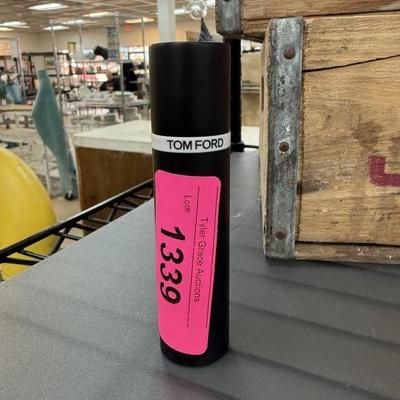 TOM FORD
Tyler Grace Auctions
Lot#:
1339